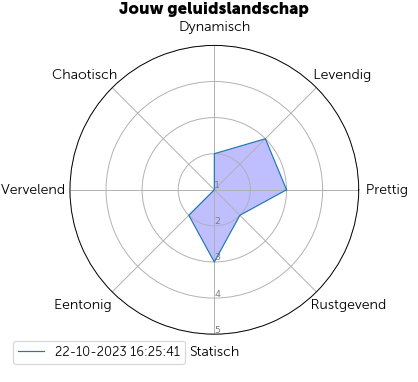 Jouw geluidslandschap
Dynamisch
Chaotisch
Levendig
Vervelend
Prettig
1
2
3
4
5
Eentonig
Rustgevend
Statisch
22-10-2023 16:25:41